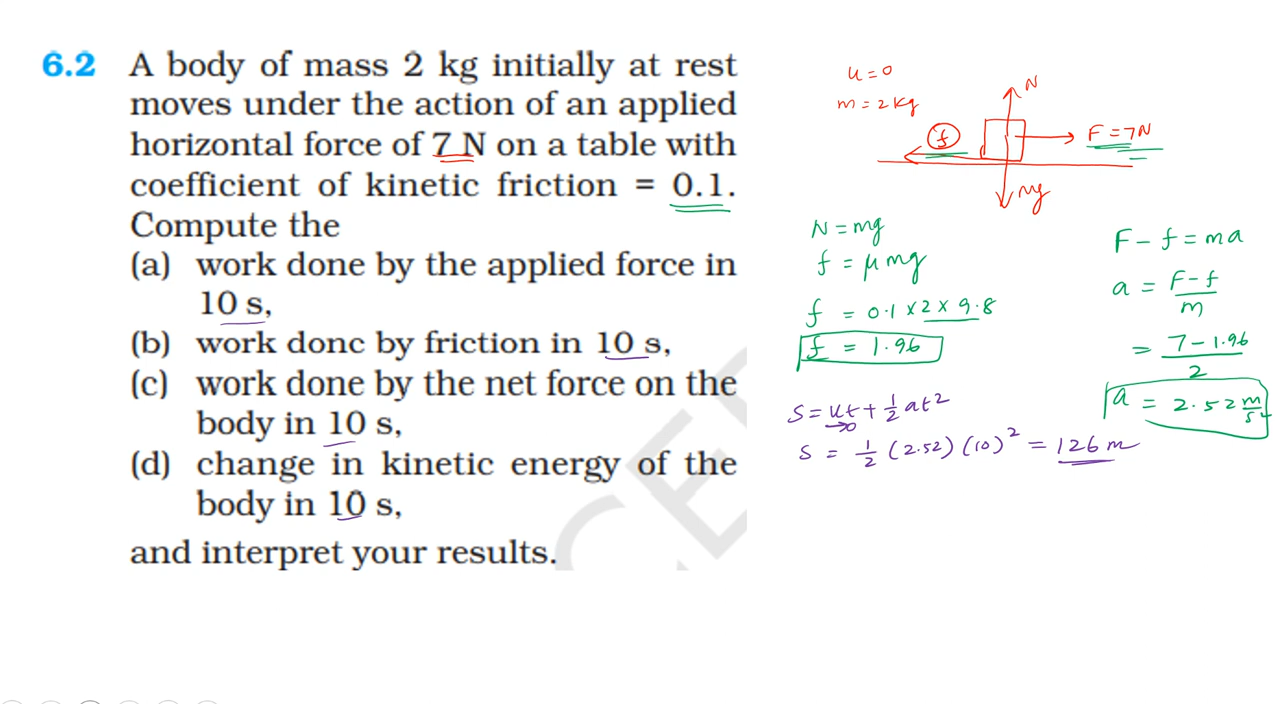 6.2 A body of mass 2 kg initially at rest
moves under the action of an applied
horizontal force of 7 N on a table with
coefficient of kinetic friction = 0.1.
Compute the
(a) work done by the applied force in
10 s,
(b) work donc by friction in 10 s,
(c) work done by the net force on the
body in 10 s,
(d) change in kinetic energy of the
body in 10 s,
and interpret your results.
u = 0
m = 2 kg
N
f
F = 7N
mg
N = mg
f = μmg
f = 0.1 × 2 × 9.8
f = 1.96
F - f = ma
a = F - f / m
= 7 - 1.96 / 2
a = 2.52 m/s²
S = ut + 1/2 at²
0
S = 1/2 (2.52) (10)² = 126 m